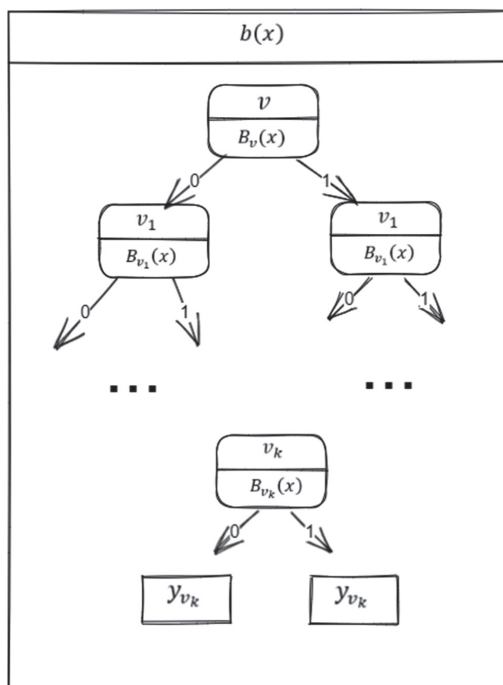 b(x)
v
B_v(x)
0 1
v_1 v_1
B_{v_1}(x) B_{v_1}(x)
0 1 0 1
... ...
v_k
B_{v_k}(x)
0 1
y_{v_k} y_{v_k}